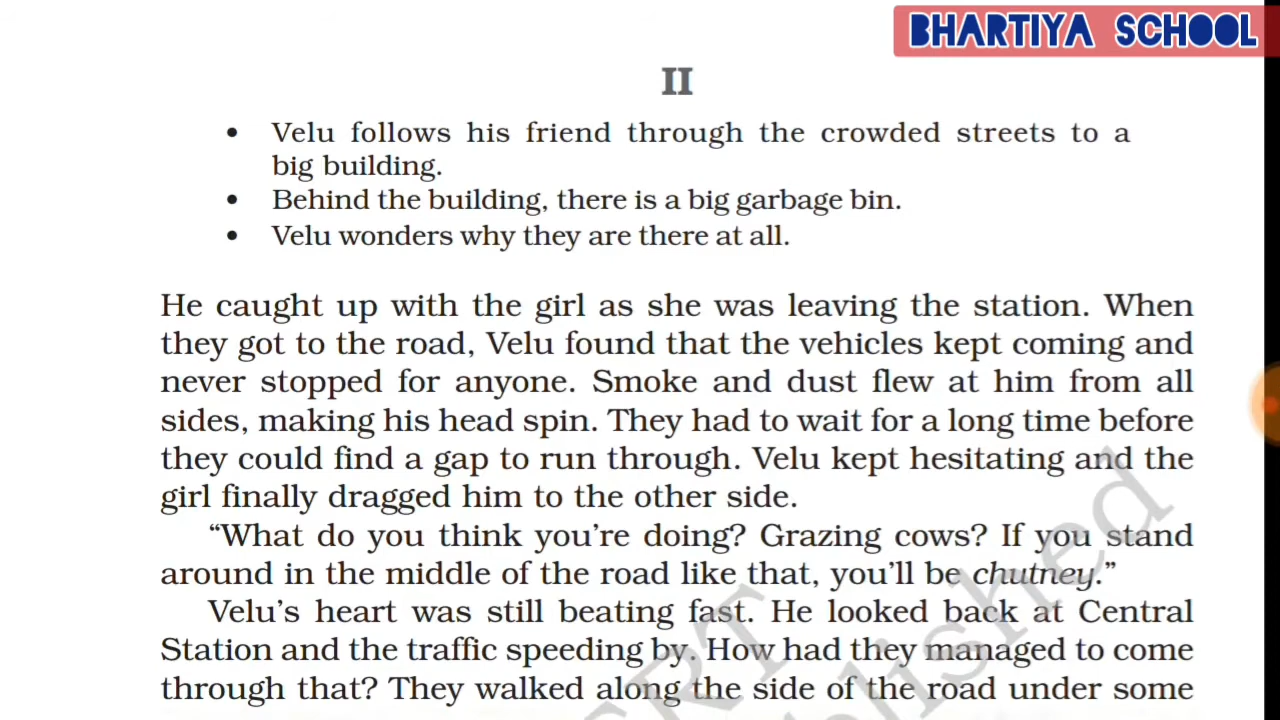 BHARTIYA SCHOOL
II
• Velu follows his friend through the crowded streets to a
big building.
• Behind the building, there is a big garbage bin.
• Velu wonders why they are there at all.
He caught up with the girl as she was leaving the station. When
they got to the road, Velu found that the vehicles kept coming and
never stopped for anyone. Smoke and dust flew at him from all
sides, making his head spin. They had to wait for a long time before
they could find a gap to run through. Velu kept hesitating and the
girl finally dragged him to the other side.
“What do you think you’re doing? Grazing cows? If you stand
around in the middle of the road like that, you’ll be chutney.”
Velu’s heart was still beating fast. He looked back at Central
Station and the traffic speeding by. How had they managed to come
through that? They walked along the side of the road under some